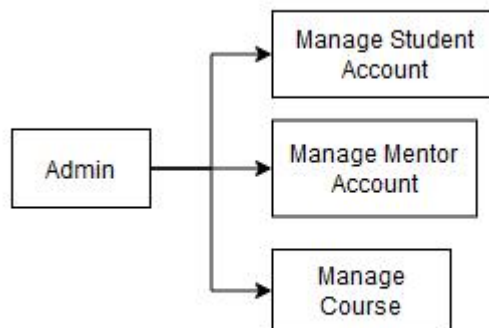 Manage Student
Account
Admin
Manage Mentor
Account
Manage
Course